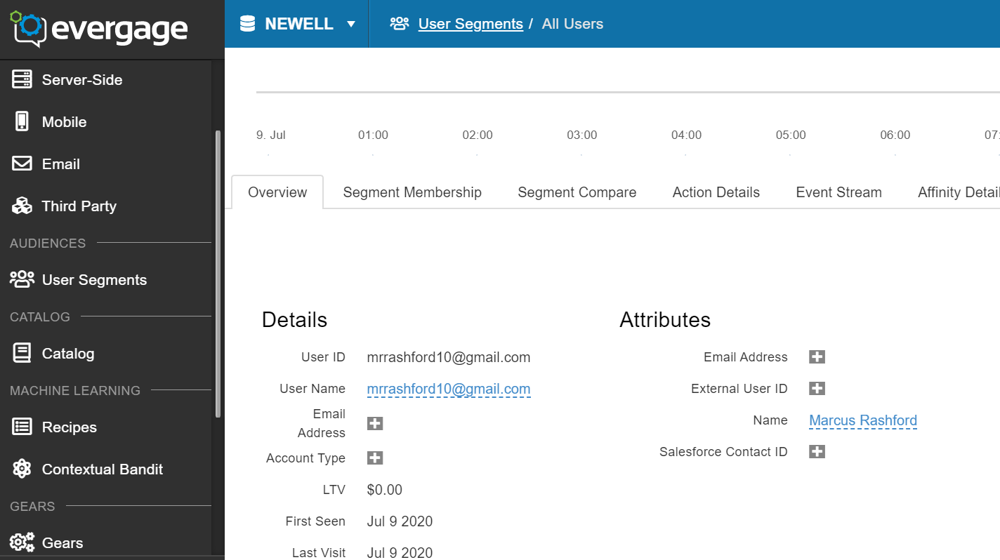 evergage
NEWELL
User Segments / All Users
Server-Side
Mobile
Email
Third Party
AUDIENCES
User Segments
CATALOG
Catalog
MACHINE LEARNING
Recipes
Contextual Bandit
GEARS
Gears
9. Jul 01:00 02:00 03:00 04:00 05:00 06:00 07:
Overview Segment Membership Segment Compare Action Details Event Stream Affinity Detail
Details
User ID mrrashford10@gmail.com
User Name mrrashford10@gmail.com
Email
Address
Account Type
LTV $0.00
First Seen Jul 9 2020
Last Visit Jul 9 2020
Attributes
Email Address
External User ID
Name Marcus Rashford
Salesforce Contact ID